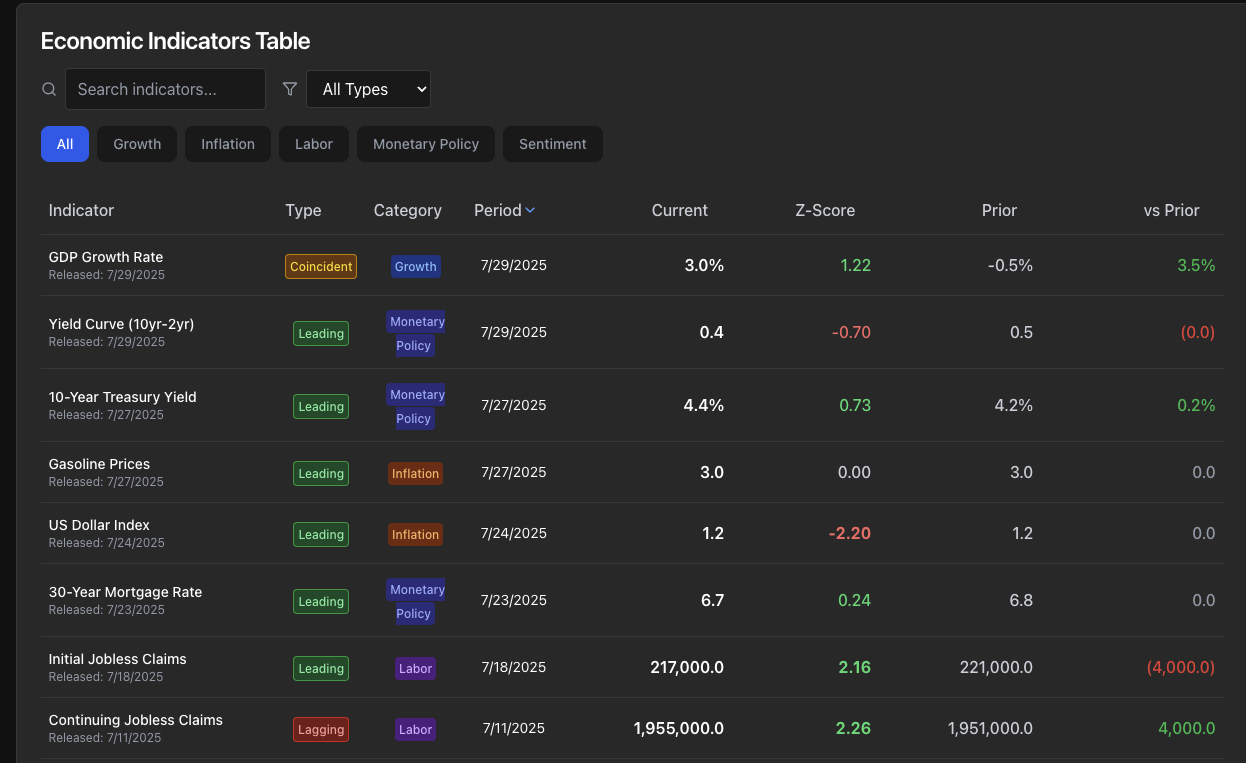 Economic Indicators Table
Search indicators...
All Types
All Growth Inflation Labor Monetary Policy Sentiment
Indicator Type Category Period Current Z-Score Prior vs Prior
GDP Growth Rate
Released: 7/29/2025
Coincident Growth 7/29/2025 3.0% 1.22 -0.5% 3.5%
Yield Curve (10yr-2yr)
Released: 7/29/2025
Leading Monetary Policy 7/29/2025 0.4 -0.70 0.5 (0.0)
10-Year Treasury Yield
Released: 7/27/2025
Leading Monetary Policy 7/27/2025 4.4% 0.73 4.2% 0.2%
Gasoline Prices
Released: 7/27/2025
Leading Inflation 7/27/2025 3.0 0.00 3.0 0.0
US Dollar Index
Released: 7/24/2025
Leading Inflation 7/24/2025 1.2 -2.20 1.2 0.0
30-Year Mortgage Rate
Released: 7/23/2025
Leading Monetary Policy 7/23/2025 6.7 0.24 6.8 0.0
Initial Jobless Claims
Released: 7/18/2025
Leading Labor 7/18/2025 217,000.0 2.16 221,000.0 (4,000.0)
Continuing Jobless Claims
Released: 7/11/2025
Lagging Labor 7/11/2025 1,955,000.0 2.26 1,951,000.0 4,000.0